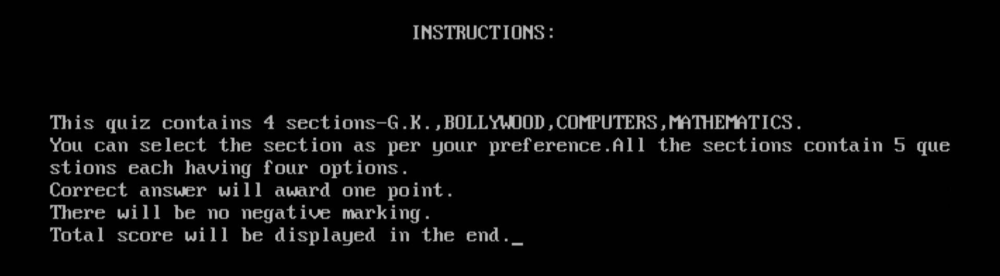 INSTRUCTIONS:
This quiz contains 4 sections-G.K.,BOLLYWOOD,COMPUTERS,MATHEMATICS.
You can select the section as per your preference.All the sections contain 5 que
stions each having four options.
Correct answer will award one point.
There will be no negative marking.
Total score will be displayed in the end._